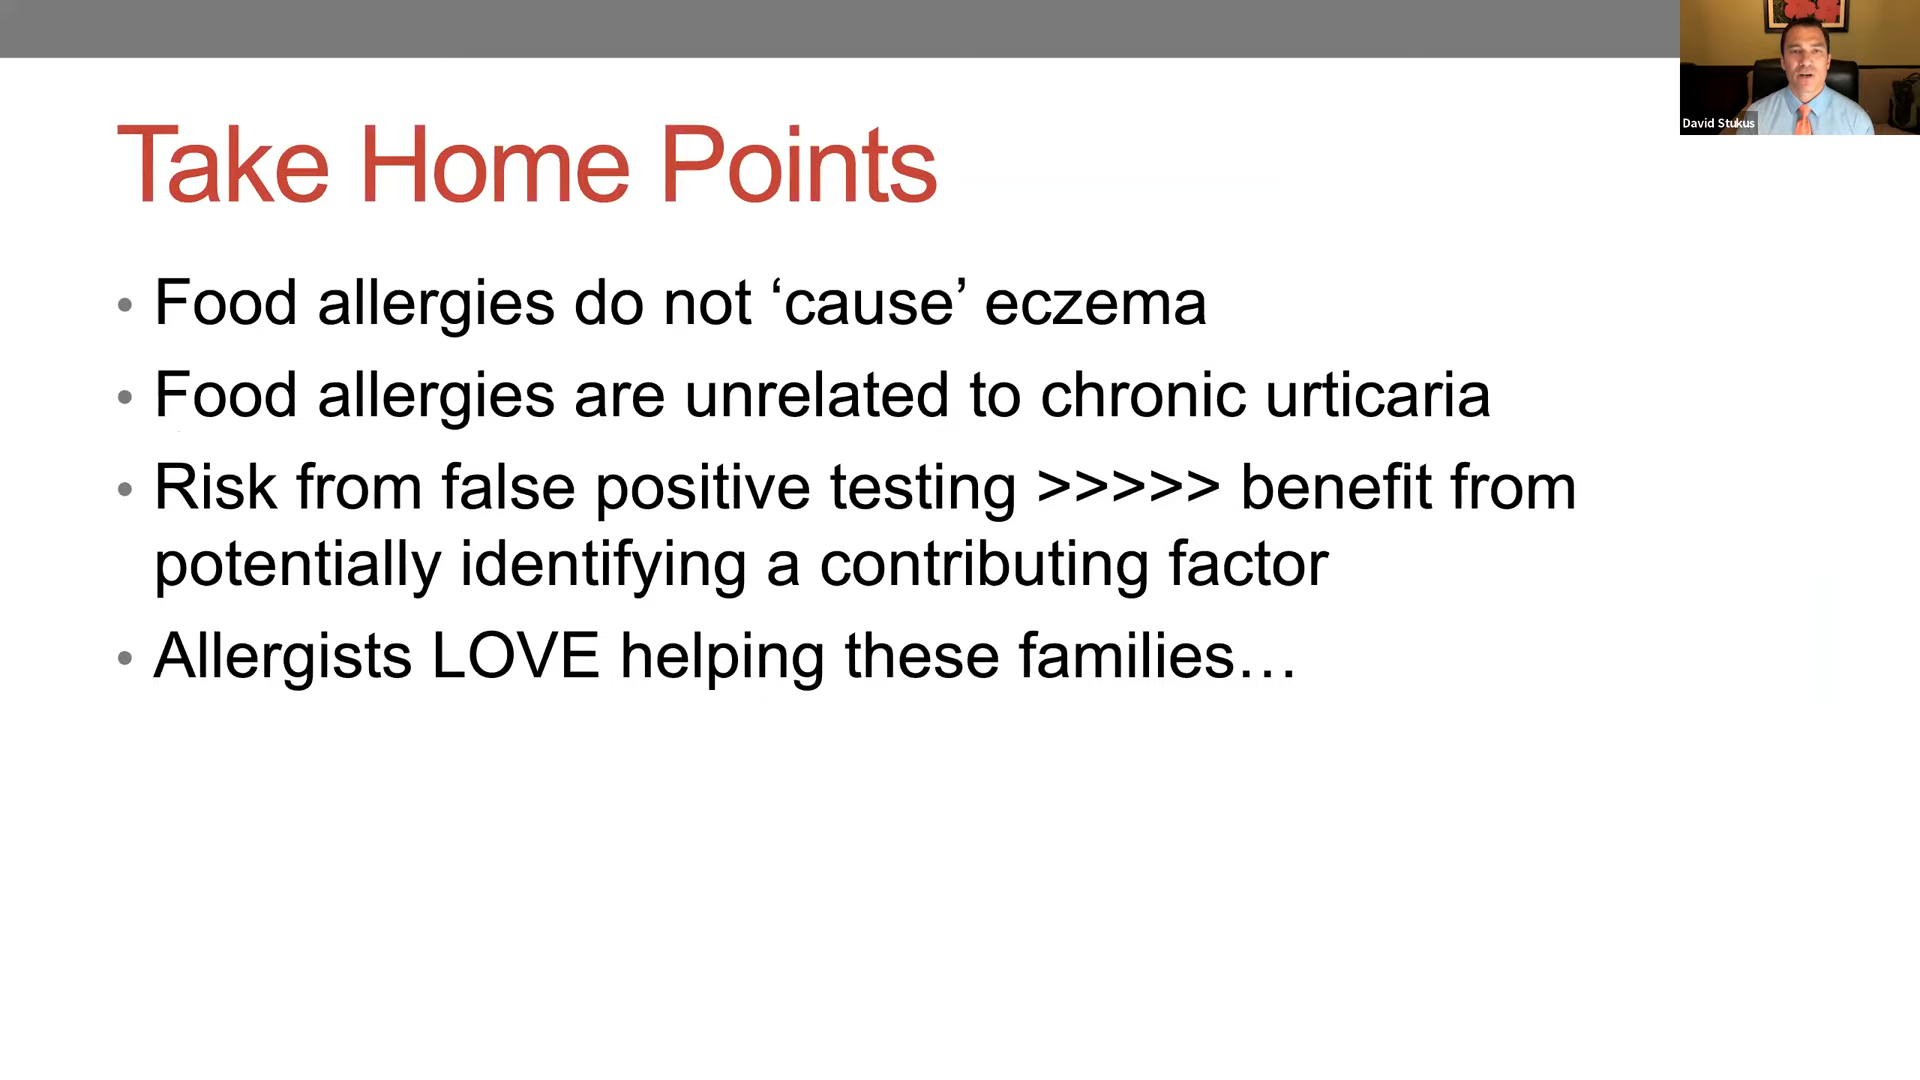 David Stukus
Take Home Points
• Food allergies do not ‘cause’ eczema
• Food allergies are unrelated to chronic urticaria
• Risk from false positive testing >>>>> benefit from
potentially identifying a contributing factor
• Allergists LOVE helping these families…